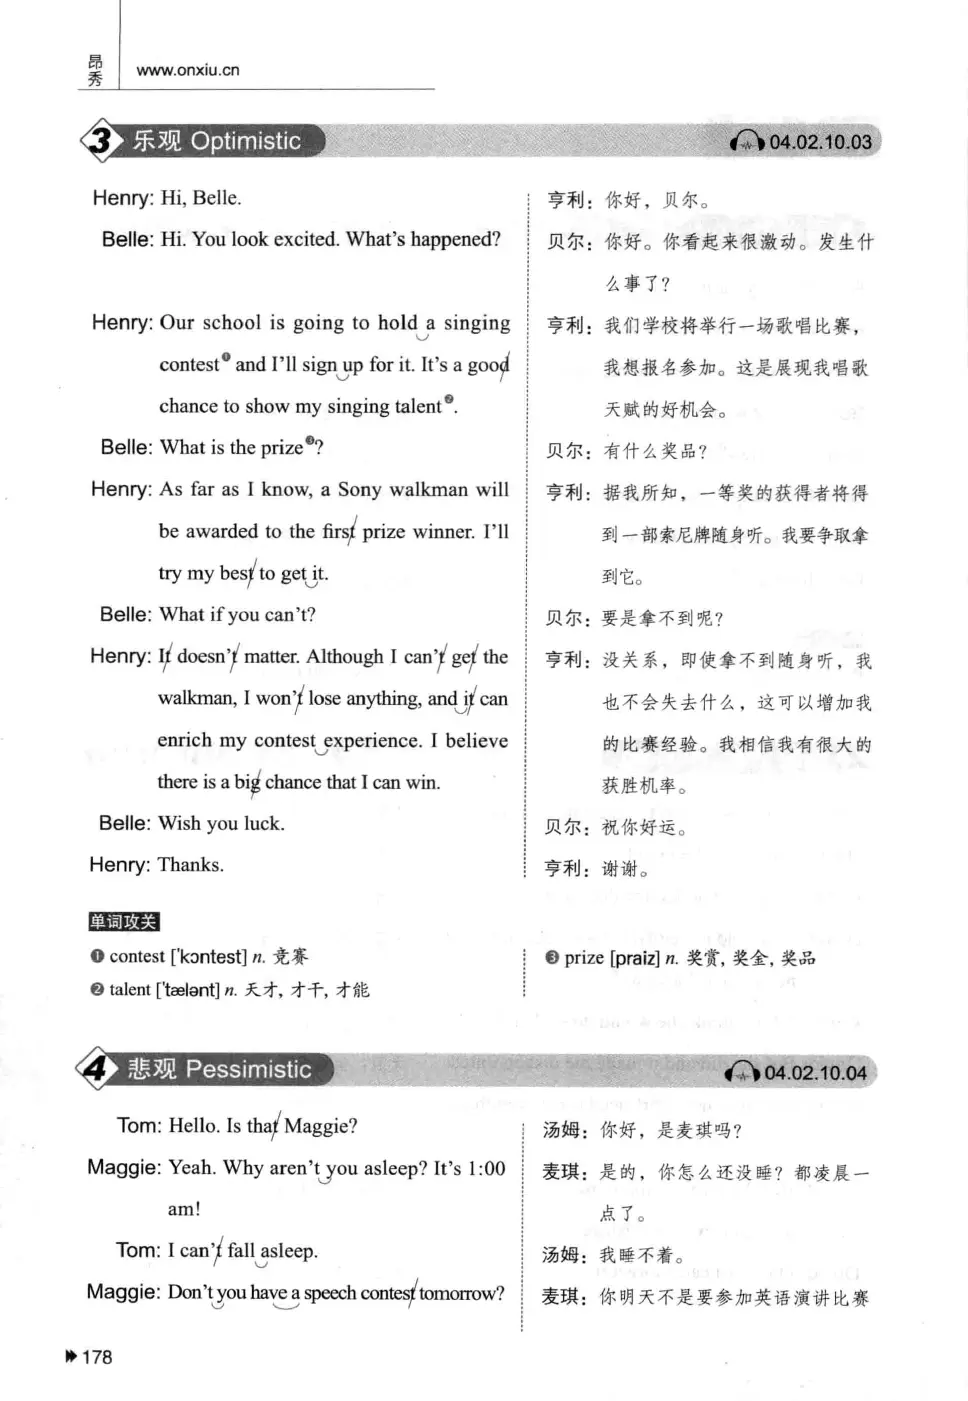 昂秀
www.onxiu.cn
3 乐观 Optimistic
04.02.10.03
Henry: Hi, Belle.
Belle: Hi. You look excited. What's happened?
Henry: Our school is going to hold a singing
contest❶ and I'll sign up for it. It's a good
chance to show my singing talent❷.
Belle: What is the prize❸?
Henry: As far as I know, a Sony walkman will
be awarded to the first prize winner. I'll
try my best to get it.
Belle: What if you can't?
Henry: It doesn't matter. Although I can't get the
walkman, I won't lose anything, and it can
enrich my contest experience. I believe
there is a big chance that I can win.
Belle: Wish you luck.
Henry: Thanks.
亨利：你好，贝尔。
贝尔：你好。你看起来很激动。发生什
么事了？
亨利：我们学校将举行一场歌唱比赛，
我想报名参加。这是展现我唱歌
天赋的好机会。
贝尔：有什么奖品？
亨利：据我所知，一等奖的获得者将得
到一部索尼牌随身听。我要争取拿
到它。
贝尔：要是拿不到呢？
亨利：没关系，即使拿不到随身听，我
也不会失去什么，这可以增加我
的比赛经验。我相信我有很大的
获胜机率。
贝尔：祝你好运。
亨利：谢谢。
单词攻关
❶ contest ['kɔntest] n. 竞赛
❷ talent ['tælənt] n. 天才, 才干, 才能
❸ prize [praiz] n. 奖赏, 奖金, 奖品
4 悲观 Pessimistic
04.02.10.04
Tom: Hello. Is that Maggie?
Maggie: Yeah. Why aren't you asleep? It's 1:00
am!
Tom: I can't fall asleep.
Maggie: Don't you have a speech contest tomorrow?
汤姆：你好，是麦琪吗？
麦琪：是的，你怎么还没睡？都凌晨一
点了。
汤姆：我睡不着。
麦琪：你明天不是要参加英语演讲比赛
178